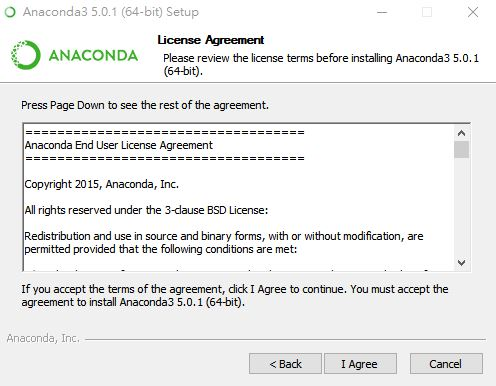 Anaconda3 5.0.1 (64-bit) Setup
License Agreement
Please review the license terms before installing Anaconda3 5.0.1
(64-bit).
ANACONDA
Press Page Down to see the rest of the agreement.
===================================
Anaconda End User License Agreement
===================================
Copyright 2015, Anaconda, Inc.
All rights reserved under the 3-clause BSD License:
Redistribution and use in source and binary forms, with or without modification, are
permitted provided that the following conditions are met:
If you accept the terms of the agreement, click I Agree to continue. You must accept the
agreement to install Anaconda3 5.0.1 (64-bit).
Anaconda, Inc.
< Back
I Agree
Cancel